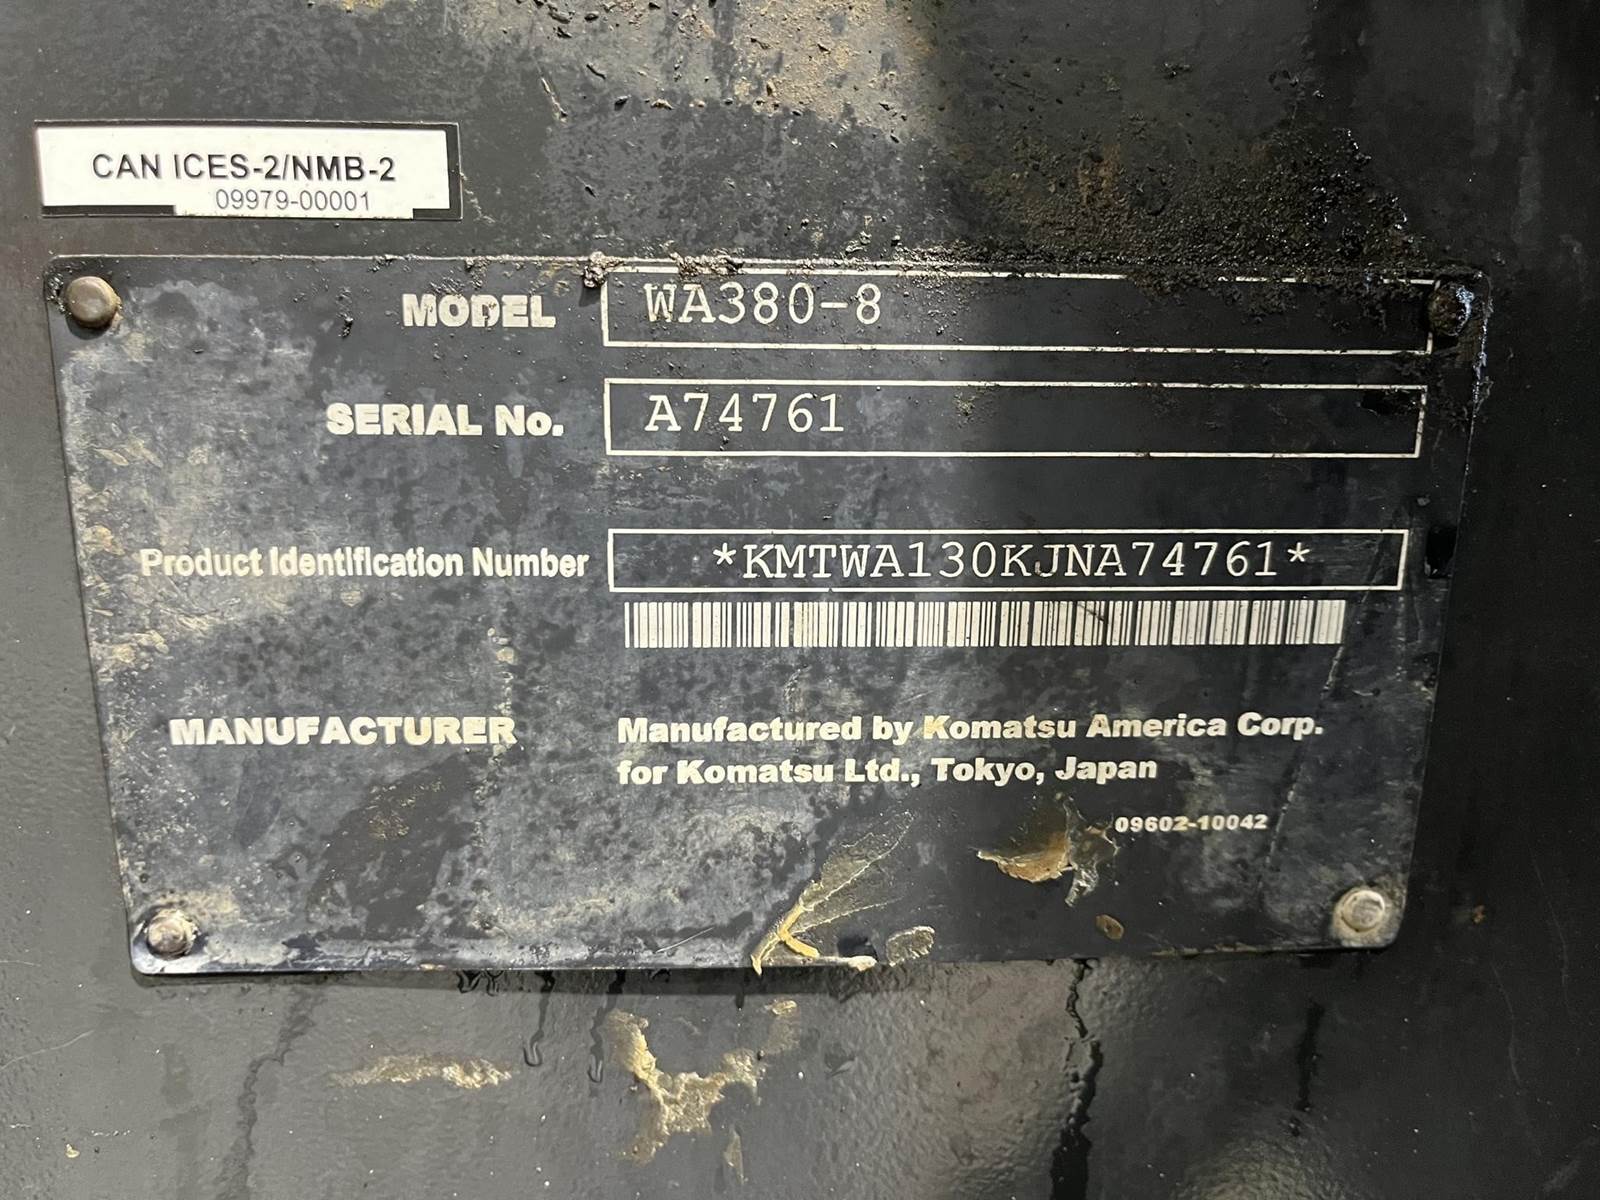 CAN ICES-2/NMB-2
09979-00001
MODEL WA380-8
SERIAL No. A74761
Product Identification Number *KMTWA130KJNA74761*
MANUFACTURER Manufactured by Komatsu America Corp.
for Komatsu Ltd., Tokyo, Japan
09602-10042